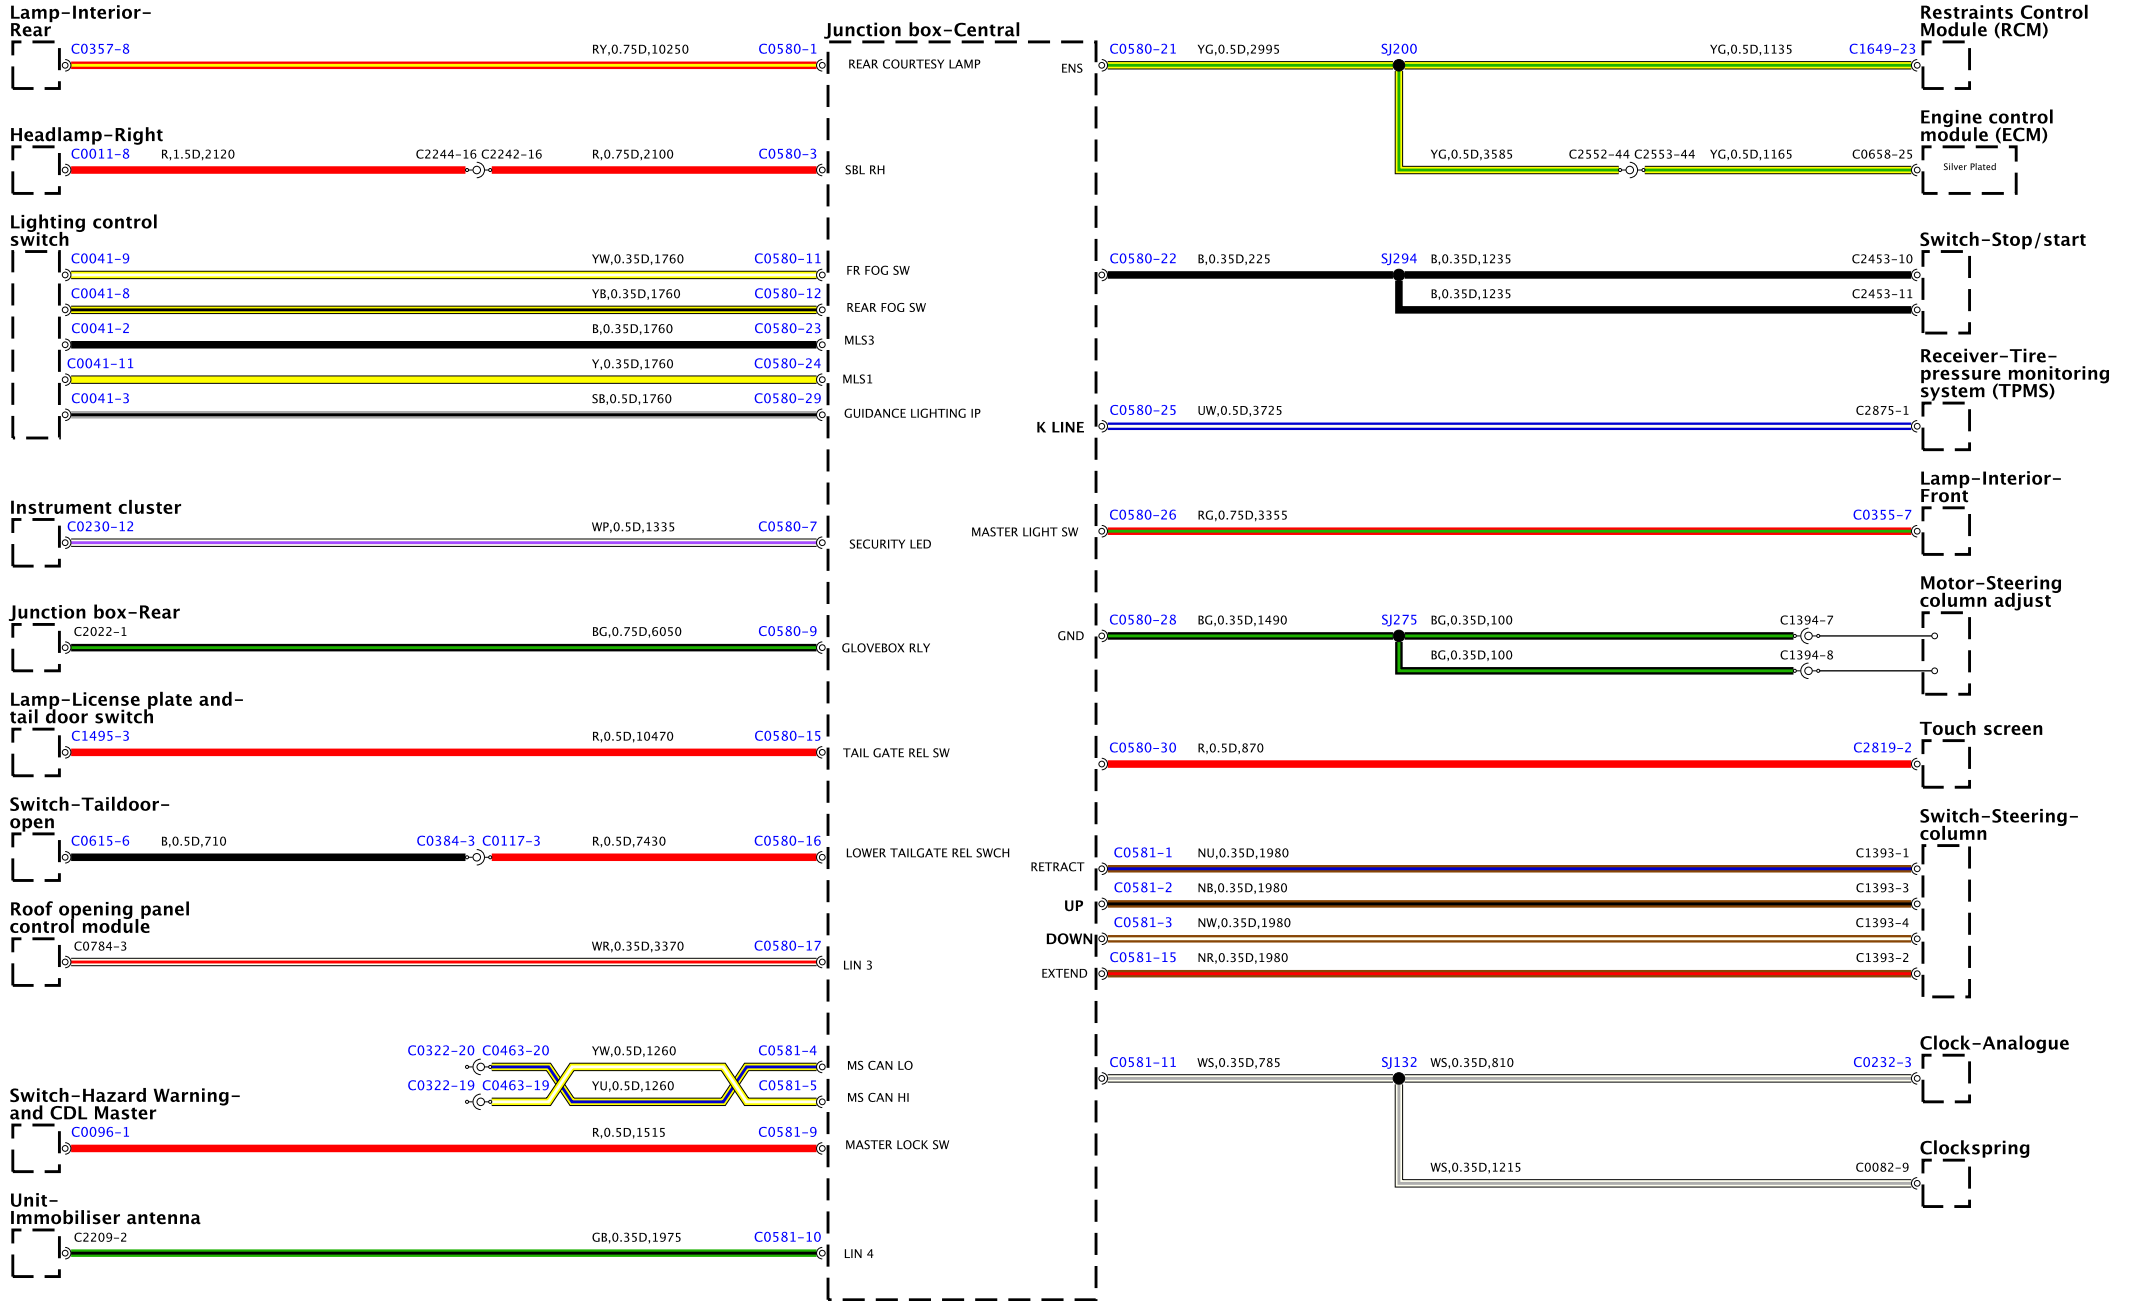 Lamp-Interior-
Rear
C0357-8 RY,0.75D,10250 C0580-1
Headlamp-Right
C0011-8 R,1.5D,2120 C2244-16 C2242-16 R,0.75D,2100 C0580-3
Lighting control
switch
C0041-9 YW,0.35D,1760 C0580-11
C0041-8 YB,0.35D,1760 C0580-12
C0041-2 B,0.35D,1760 C0580-23
C0041-11 Y,0.35D,1760 C0580-24
C0041-3 SB,0.5D,1760 C0580-29
Instrument cluster
C0230-12 WP,0.5D,1335 C0580-7
Junction box-Rear
C2022-1 BG,0.75D,6050 C0580-9
Lamp-License plate and-
tail door switch
C1495-3 R,0.5D,10470 C0580-15
Switch-Taildoor-
open
C0615-6 B,0.5D,710 C0384-3 C0117-3 R,0.5D,7430 C0580-16
Roof opening panel
control module
C0784-3 WR,0.35D,3370 C0580-17
C0322-20 C0463-20 YW,0.5D,1260 C0581-4
C0322-19 C0463-19 YU,0.5D,1260 C0581-5
Switch-Hazard Warning-
and CDL Master
C0096-1 R,0.5D,1515 C0581-9
Unit-
Immobiliser antenna
C2209-2 GB,0.35D,1975 C0581-10
Junction box-Central
REAR COURTESY LAMP
SBL RH
FR FOG SW
REAR FOG SW
MLS3
MLS1
GUIDANCE LIGHTING IP
SECURITY LED
GLOVEBOX RLY
TAIL GATE REL SW
LOWER TAILGATE REL SWCH
LIN 3
MS CAN LO
MS CAN HI
MASTER LOCK SW
LIN 4
ENS
K LINE
MASTER LIGHT SW
GND
RETRACT
UP
DOWN
EXTEND
Restraints Control
Module (RCM)
C0580-21 YG,0.5D,2995 SJ200 YG,0.5D,1135 C1649-23
Engine control
module (ECM)
YG,0.5D,3585 C2552-44 C2553-44 YG,0.5D,1165 C0658-25
Silver Plated
Switch-Stop/start
C0580-22 B,0.35D,225 SJ294 B,0.35D,1235 C2453-10
B,0.35D,1235 C2453-11
Receiver-Tire-
pressure monitoring
system (TPMS)
C0580-25 UW,0.5D,3725 C2875-1
Lamp-Interior-
Front
C0580-26 RG,0.75D,3355 C0355-7
Motor-Steering
column adjust
C0580-28 BG,0.35D,1490 SJ275 BG,0.35D,100 C1394-7
BG,0.35D,100 C1394-8
Touch screen
C0580-30 R,0.5D,870 C2819-2
Switch-Steering-
column
C0581-1 NU,0.35D,1980 C1393-1
C0581-2 NB,0.35D,1980 C1393-3
C0581-3 NW,0.35D,1980 C1393-4
C0581-15 NR,0.35D,1980 C1393-2
Clock-Analogue
C0581-11 WS,0.35D,785 SJ132 WS,0.35D,810 C0232-3
Clockspring
WS,0.35D,1215 C0082-9